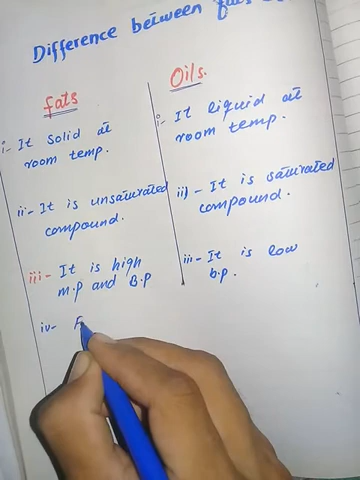 Difference between
fats
i- It solid at
room temp.
ii- It is unsaturated
compound.
iii- It is high
M.p and B.p
iv- F
Oils.
i- It liquid at
room temp.
ii)- It is saturated
compound.
iii- It is low
b.p.